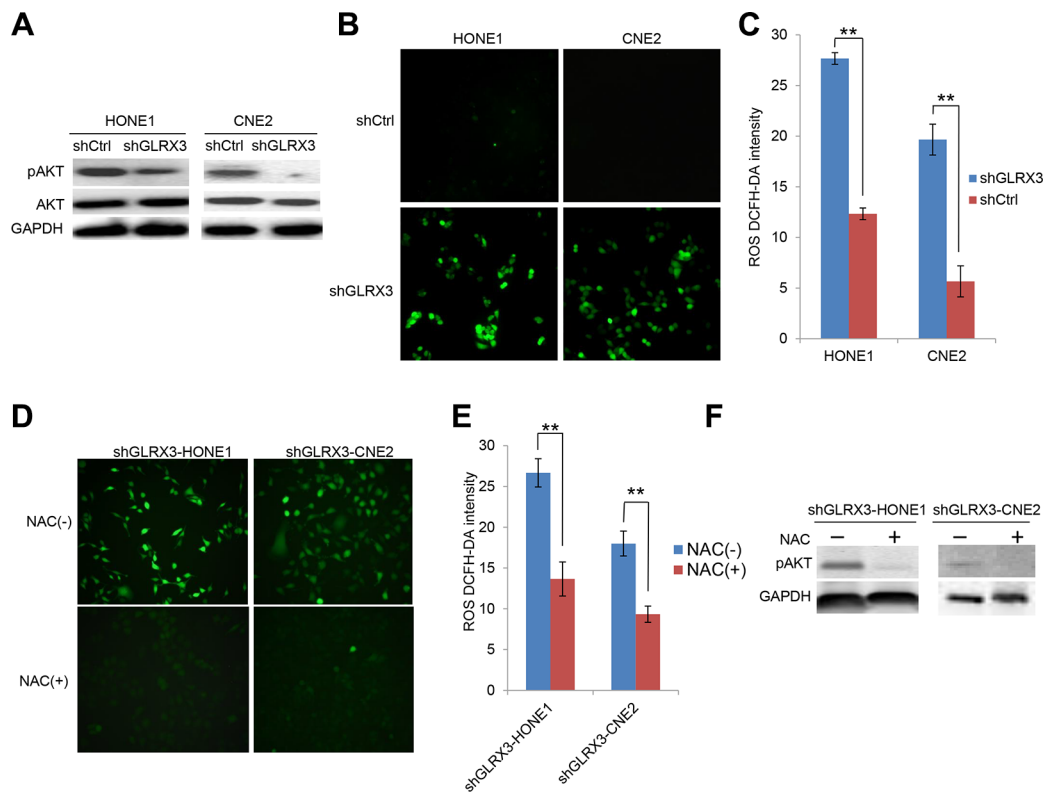 A
HONE1 CNE2
shCtrl shGLRX3 shCtrl shGLRX3
pAKT
AKT
GAPDH
B
HONE1 CNE2
shCtrl
shGLRX3
C
ROS DCFH-DA intensity
30
25
20
15
10
5
0
** **
HONE1 CNE2
shGLRX3
shCtrl
D
shGLRX3-HONE1 shGLRX3-CNE2
NAC(-)
NAC(+)
E
ROS DCFH-DA intensity
30
25
20
15
10
5
0
** **
shGLRX3-HONE1
shGLRX3-CNE2
NAC(-)
NAC(+)
F
shGLRX3-HONE1 shGLRX3-CNE2
NAC − + − +
pAKT
GAPDH